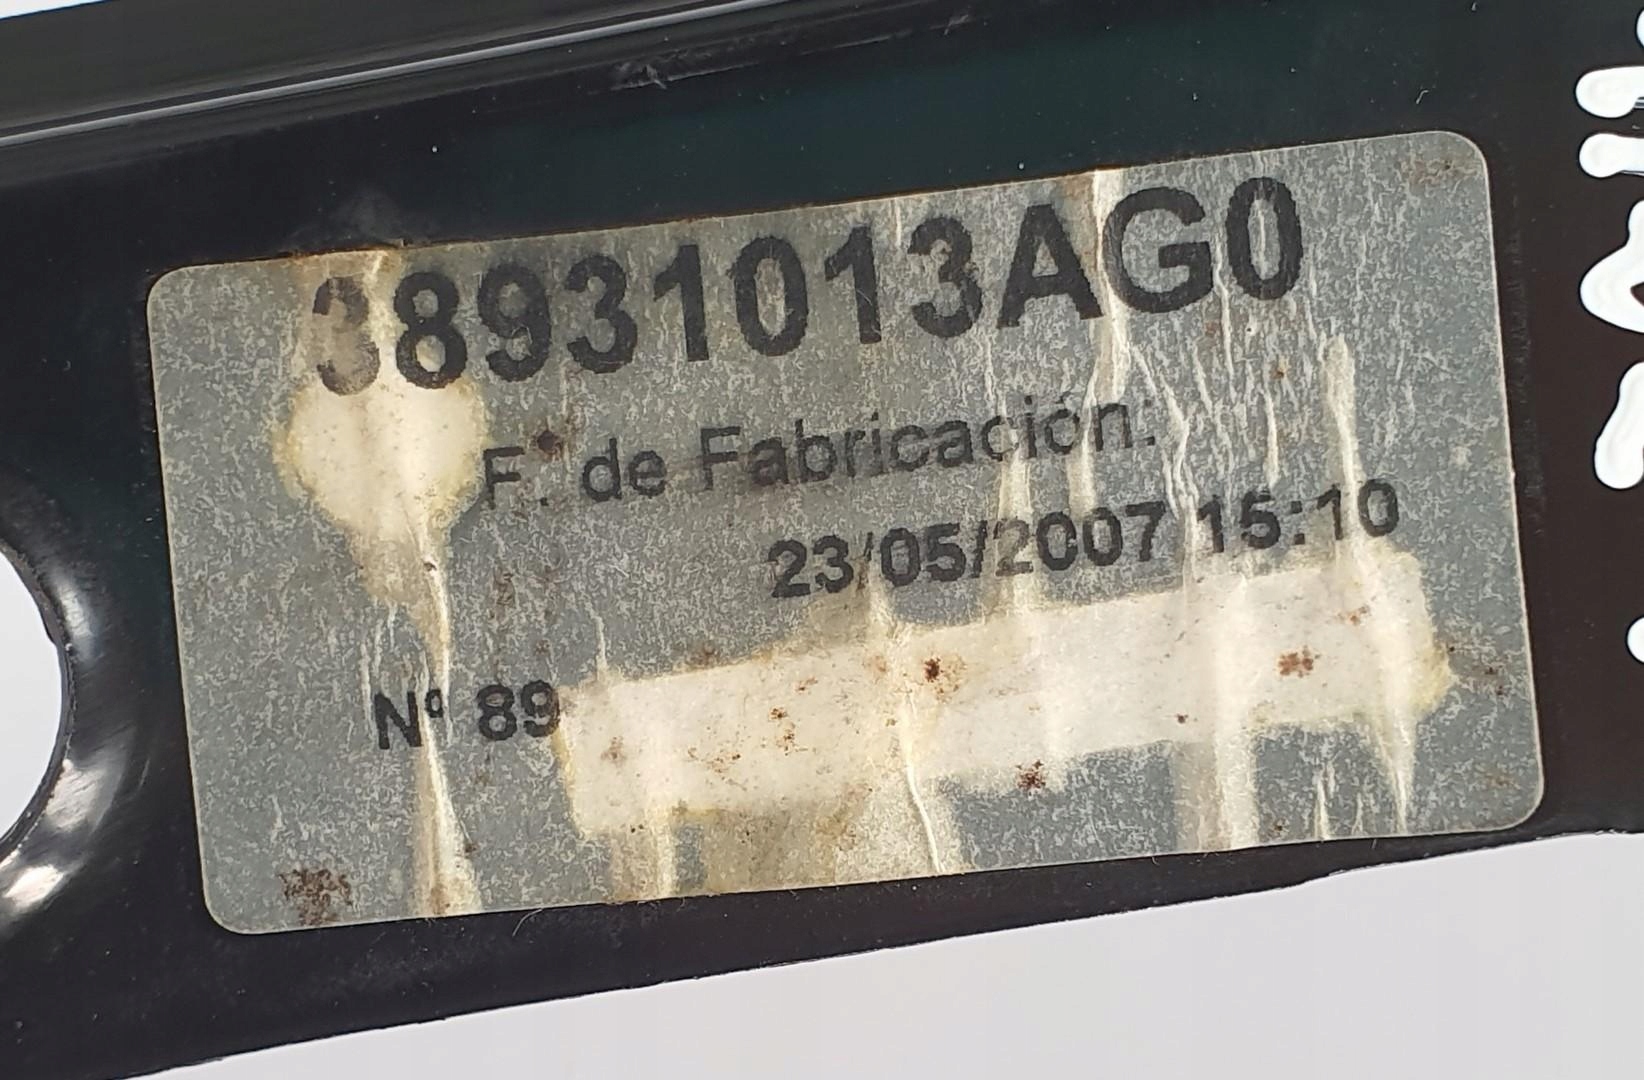 38931013AG0
F. de Fabricación:
23/05/2007 15:10
Nº 89